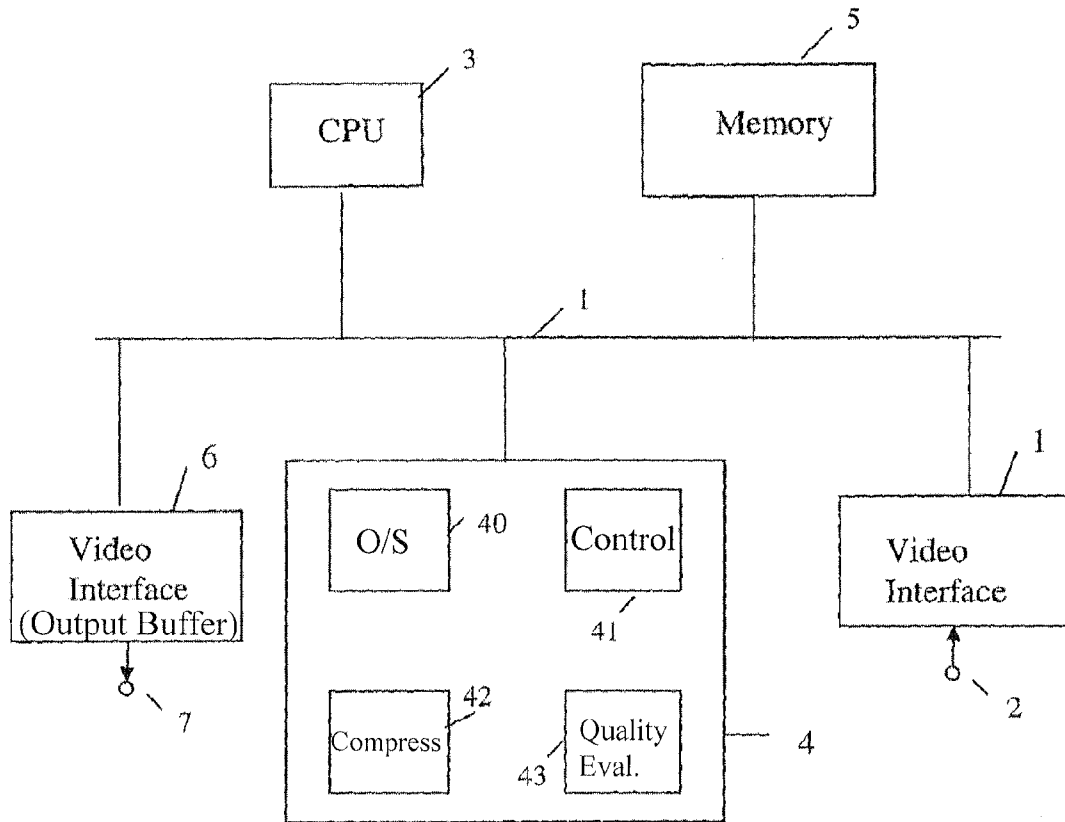 5
3
CPU
Memory
1
6
1
Video
Interface
(Output Buffer)
O/S
40
Control
41
Video
Interface
7
2
42
Compress
43
Quality
Eval.
4